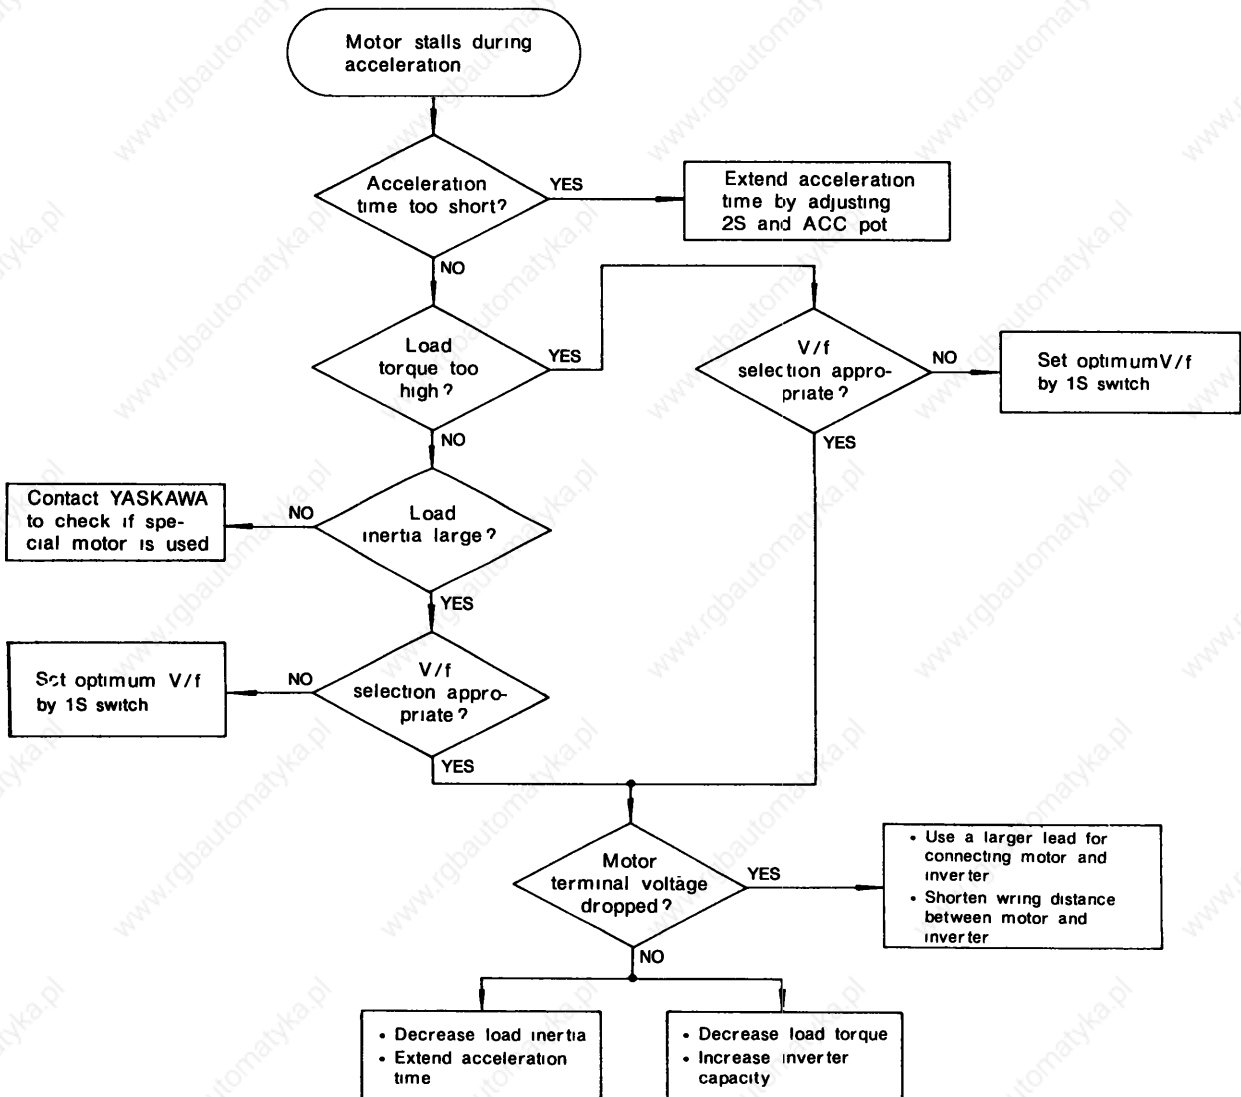 Motor stalls during
acceleration
Acceleration
time too short?
YES
Extend acceleration
time by adjusting
2S and ACC pot
NO
Load
torque too
high?
YES
V/f
selection appro-
priate?
NO
Set optimum V/f
by 1S switch
YES
NO
Load
inertia large?
NO
Contact YASKAWA
to check if spe-
cial motor is used
YES
V/f
selection appro-
priate?
NO
Set optimum V/f
by 1S switch
YES
Motor
terminal voltage
dropped?
YES
• Use a larger lead for
connecting motor and
inverter
• Shorten wring distance
between motor and
inverter
NO
• Decrease load inertia
• Extend acceleration
time
• Decrease load torque
• Increase inverter
capacity
www.rgbautomatyka.pl